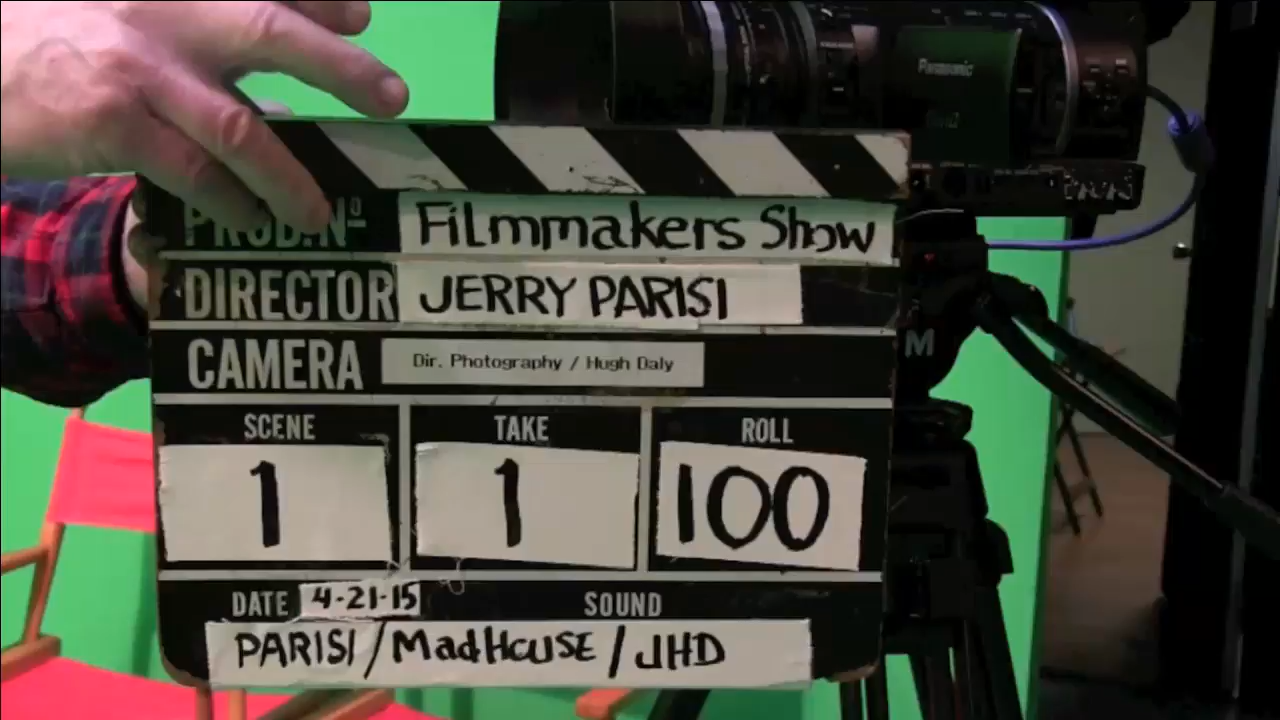 Panasonic
PROD. Nº Filmmakers Show
DIRECTOR JERRY PARISI
CAMERA Dir. Photography / Hugh Daly
M
SCENE TAKE ROLL
1 1 100
DATE 4-21-15 SOUND
PARISI/MadHouse/JHD